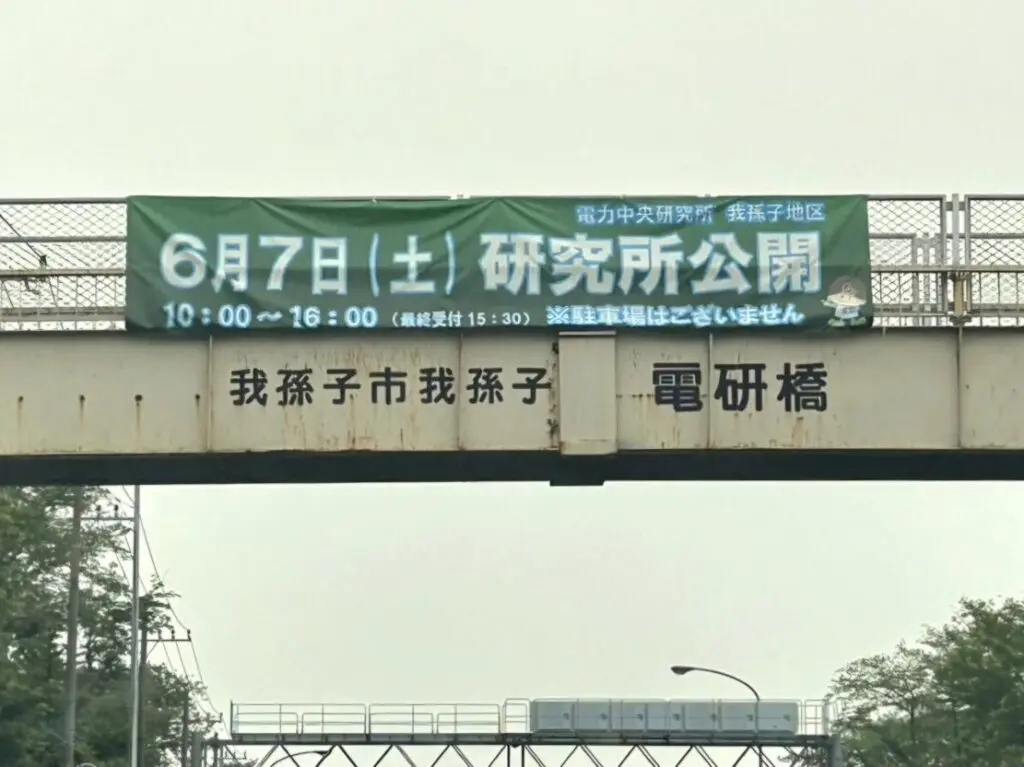 電力中央研究所 我孫子地区
6月7日(土) 研究所公開
10:00~16:00 (最終受付 15:30) ※駐車場はございません
我孫子市我孫子 電研橋